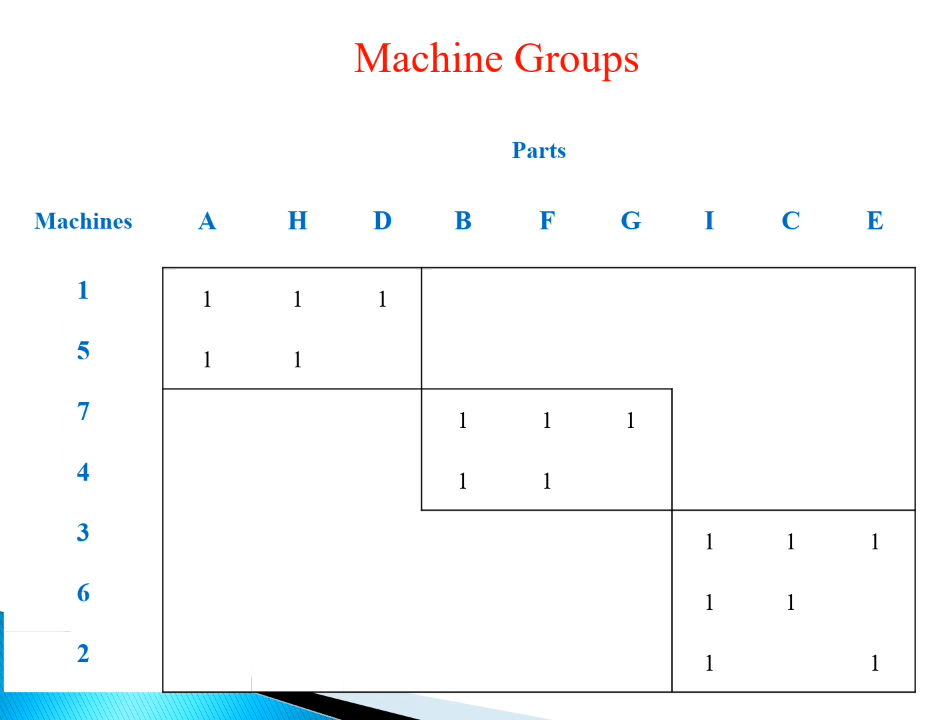 Machine Groups
Parts
Machines A H D B F G I C E
1 1 1 1
5 1 1
7 1 1 1
4 1 1
3 1 1 1
6 1 1
2 1 1